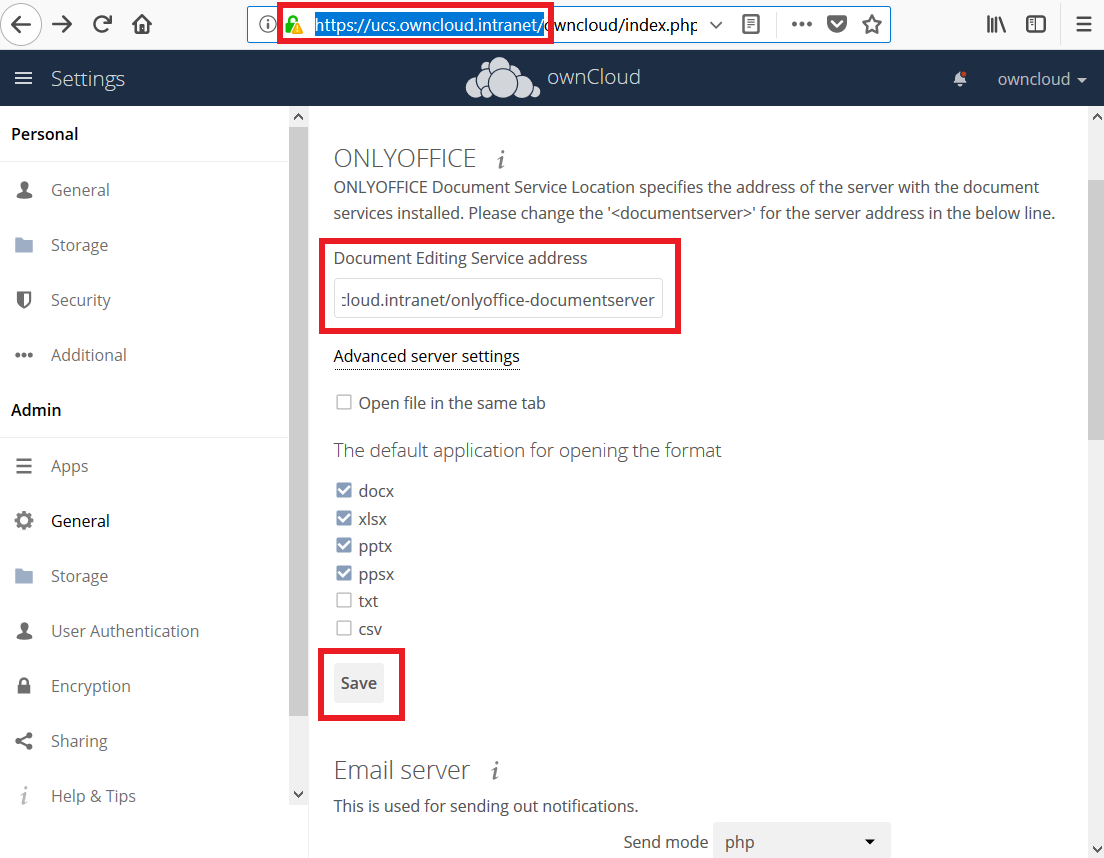 https://ucs.owncloud.intranet/owncloud/index.php
Settings
ownCloud
owncloud
Personal
General
Storage
Security
Additional
Admin
Apps
General
Storage
User Authentication
Encryption
Sharing
Help & Tips
ONLYOFFICE
ONLYOFFICE Document Service Location specifies the address of the server with the document
services installed. Please change the '<documentserver>' for the server address in the below line.
Document Editing Service address
cloud.intranet/onlyoffice-documentserver
Advanced server settings
Open file in the same tab
The default application for opening the format
docx
xlsx
pptx
ppsx
txt
csv
Save
Email server
This is used for sending out notifications.
Send mode php